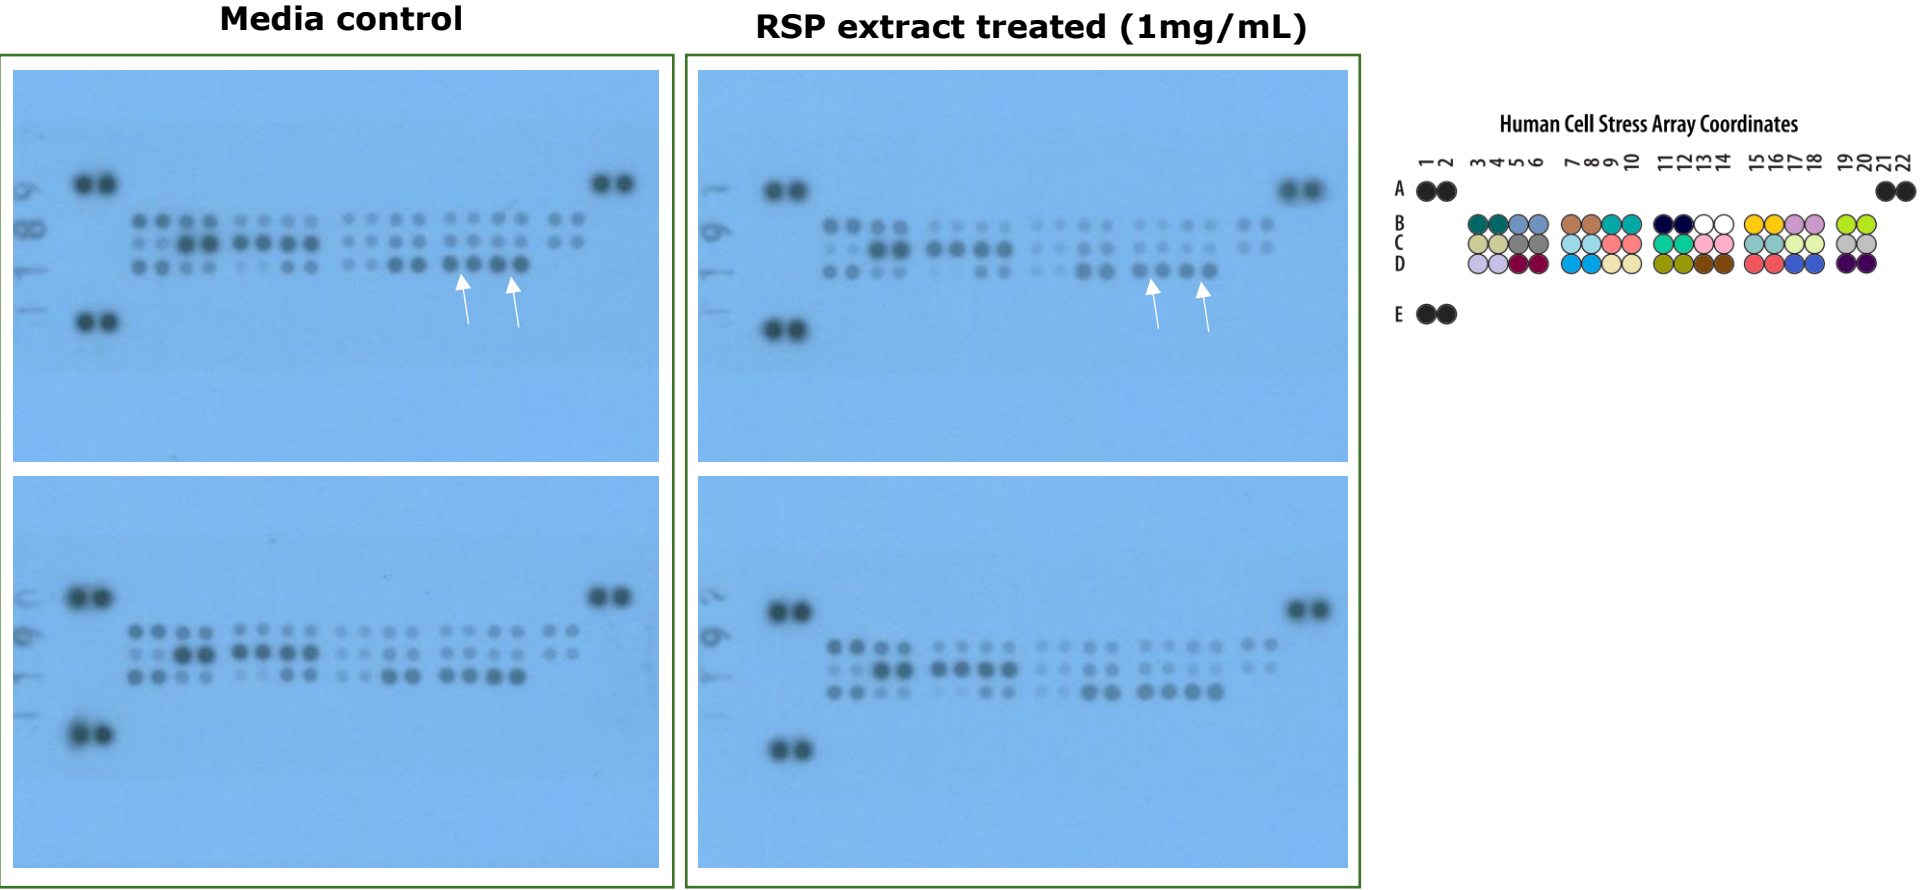 Media control
RSP extract treated (1mg/mL)
Human Cell Stress Array Coordinates
1 2 3 4 5 6 7 8 9 10 11 12 13 14 15 16 17 18 19 20 21 22
A
B
C
D
E